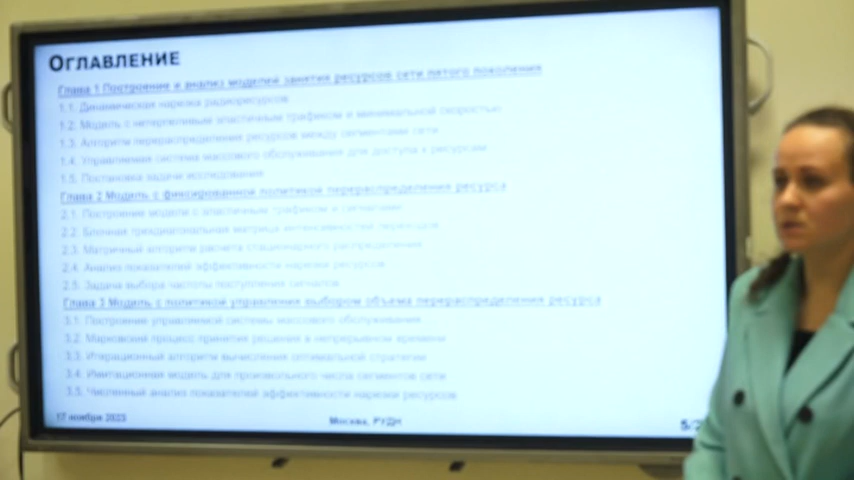 ОГЛАВЛЕНИЕ
Глава 1 Построение и анализ моделей занятия ресурсов сети пятого поколения
1.1. Динамическая нарезка радиоресурсов
1.2. Модель с нетерпеливым эластичным трафиком и минимальной скоростью
1.3. Алгоритм перераспределения ресурсов между сегментами сети
1.4. Управляемая система массового обслуживания для доступа к ресурсам
1.5. Постановка задачи исследования
Глава 2 Модель с фиксированной политикой перераспределения ресурса
2.1. Построение модели с эластичным трафиком и сигналами
2.2. Блочная трехдиагональная матрица интенсивностей переходов
2.3. Матричный алгоритм расчета стационарного распределения
2.4. Анализ показателей эффективности нарезки ресурсов
2.5. Задача выбора частоты поступления сигналов
Глава 3 Модель с политикой управления выбором объема перераспределения ресурса
3.1. Построение управляемой системы массового обслуживания
3.2. Марковский процесс принятия решения в непрерывном времени
3.3. Итерационный алгоритм вычисления оптимальной стратегии
3.4. Имитационная модель для произвольного числа сегментов сети
3.5. Численный анализ показателей эффективности нарезки ресурсов
17 ноября 2023 Москва, РУДН 5/2